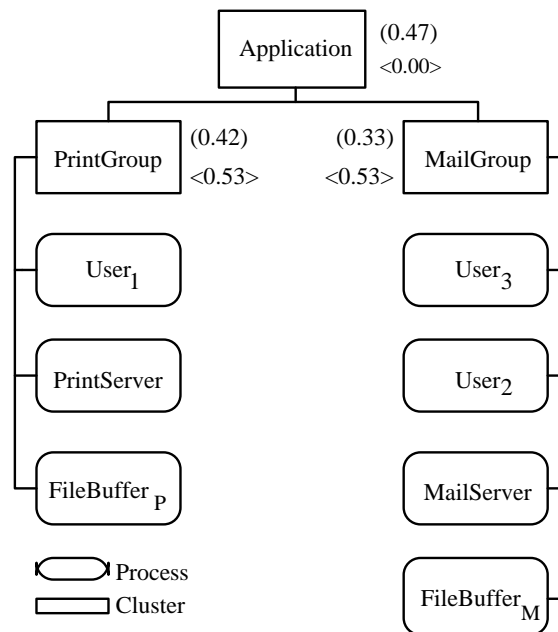 Application
(0.47)
<0.00>
PrintGroup
(0.42)
<0.53>
(0.33)
<0.53>
MailGroup
User1
User3
PrintServer
User2
FileBufferP
MailServer
Process
Cluster
FileBufferM